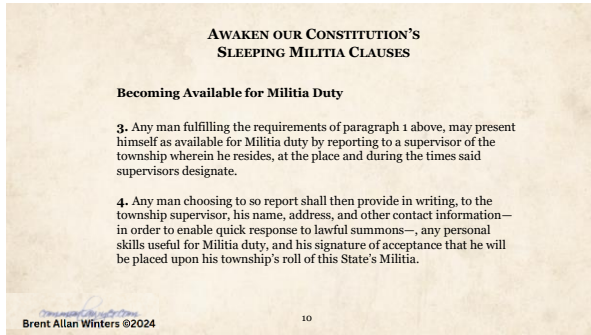 AWAKEN OUR CONSTITUTION'S
SLEEPING MILITIA CLAUSES
Becoming Available for Militia Duty
3. Any man fulfilling the requirements of paragraph 1 above, may present
himself as available for Militia duty by reporting to a supervisor of the
township wherein he resides, at the place and during the times said
supervisors designate.
4. Any man choosing to so report shall then provide in writing, to the
township supervisor, his name, address, and other contact information—
in order to enable quick response to lawful summons—, any personal
skills useful for Militia duty, and his signature of acceptance that he will
be placed upon his township's roll of this State's Militia.
commonlawyer.com
Brent Allan Winters ©2024
10